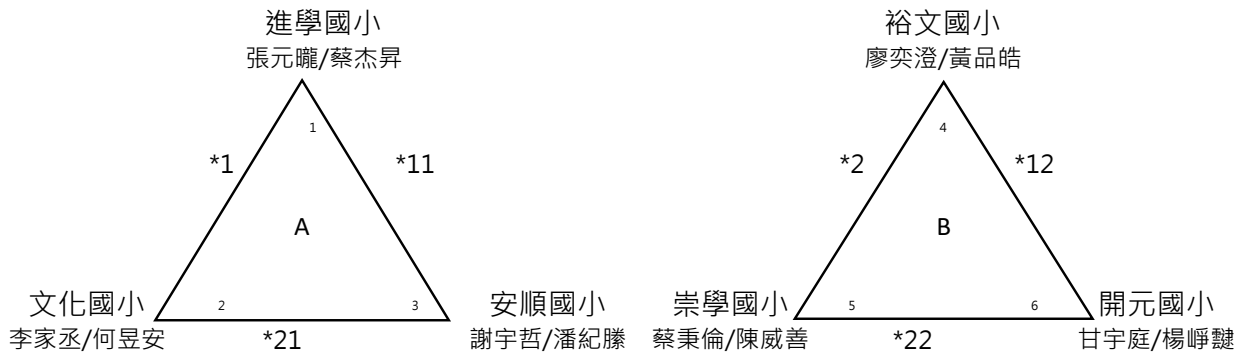 進學國小
張元曨/蔡杰昇
1
*1
*11
A
文化國小
李家丞/何昱安
2
3
*21
安順國小
謝宇哲/潘紀縢
裕文國小
廖奕澄/黃品皓
4
*2
*12
B
崇學國小
蔡秉倫/陳威善
5
6
*22
開元國小
甘宇庭/楊崢韃